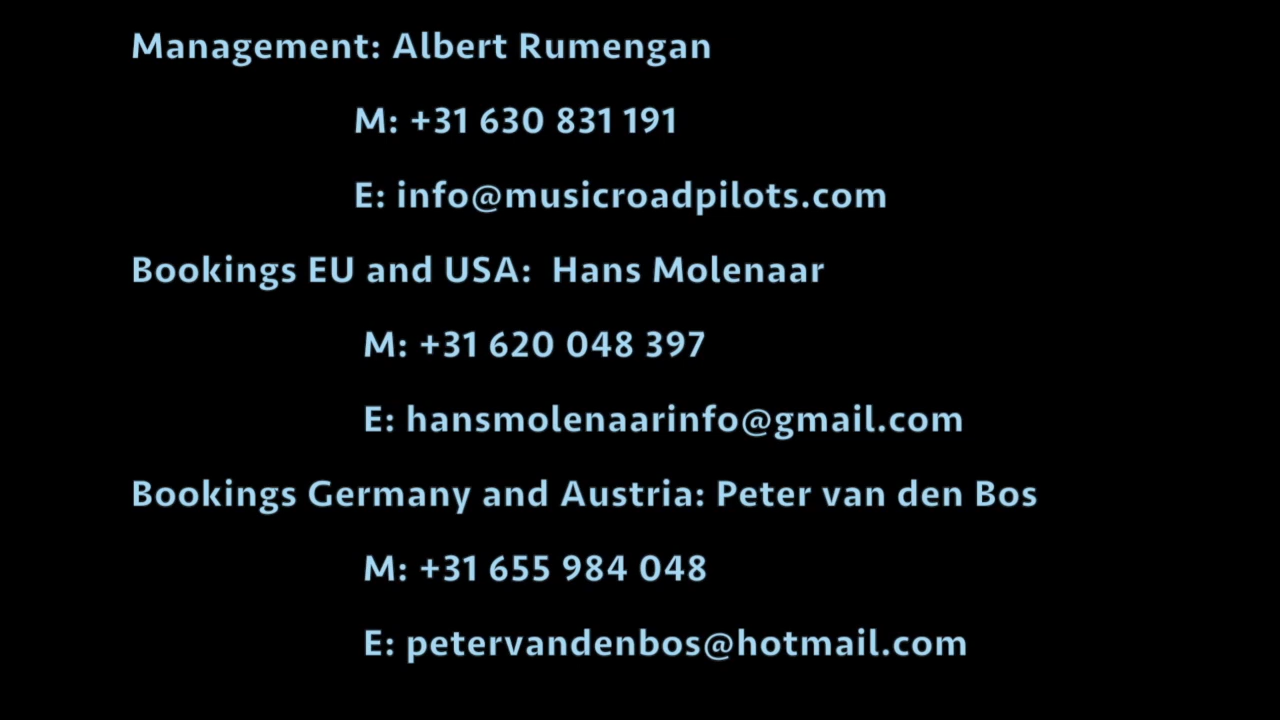 Management: Albert Rumengan
M: +31 630 831 191
E: info@musicroadpilots.com
Bookings EU and USA:  Hans Molenaar
M: +31 620 048 397
E: hansmolenaarinfo@gmail.com
Bookings Germany and Austria: Peter van den Bos
M: +31 655 984 048
E: petervandenbos@hotmail.com